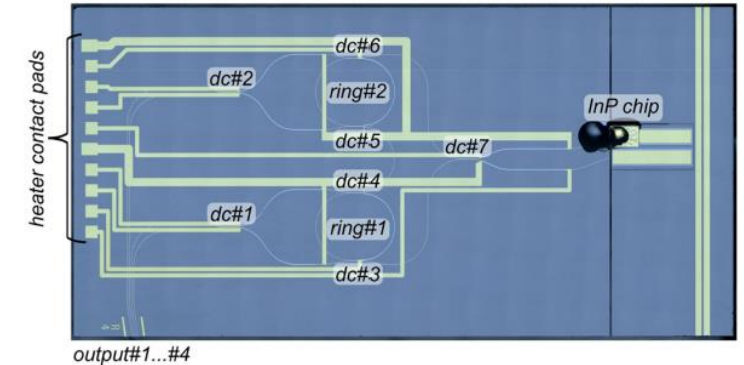 dc#6
dc#2
ring#2
InP chip
heater contact pads
dc#5
dc#7
dc#4
dc#1
ring#1
dc#3
output#1...#4